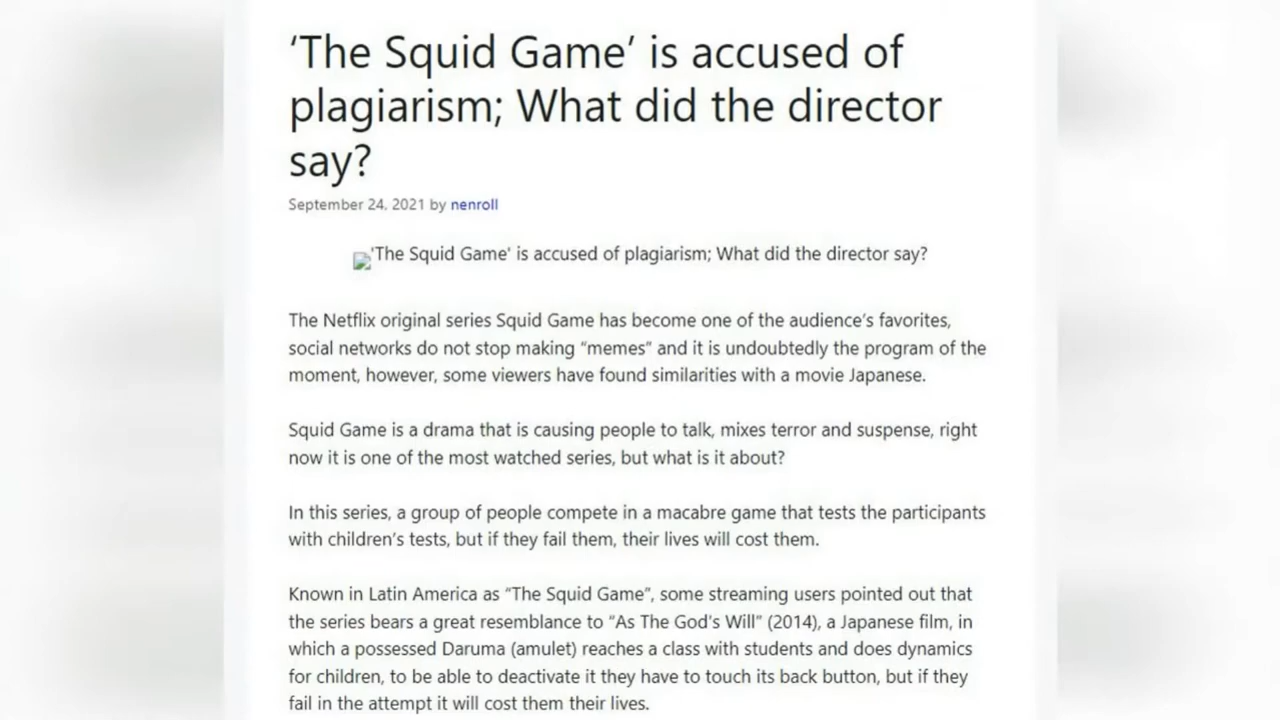 ‘The Squid Game’ is accused of
plagiarism; What did the director
say?
September 24, 2021 by nenroll
'The Squid Game' is accused of plagiarism; What did the director say?
The Netflix original series Squid Game has become one of the audience’s favorites,
social networks do not stop making “memes” and it is undoubtedly the program of the
moment, however, some viewers have found similarities with a movie Japanese.
Squid Game is a drama that is causing people to talk, mixes terror and suspense, right
now it is one of the most watched series, but what is it about?
In this series, a group of people compete in a macabre game that tests the participants
with children’s tests, but if they fail them, their lives will cost them.
Known in Latin America as “The Squid Game”, some streaming users pointed out that
the series bears a great resemblance to “As The God’s Will” (2014), a Japanese film, in
which a possessed Daruma (amulet) reaches a class with students and does dynamics
for children, to be able to deactivate it they have to touch its back button, but if they
fail in the attempt it will cost them their lives.